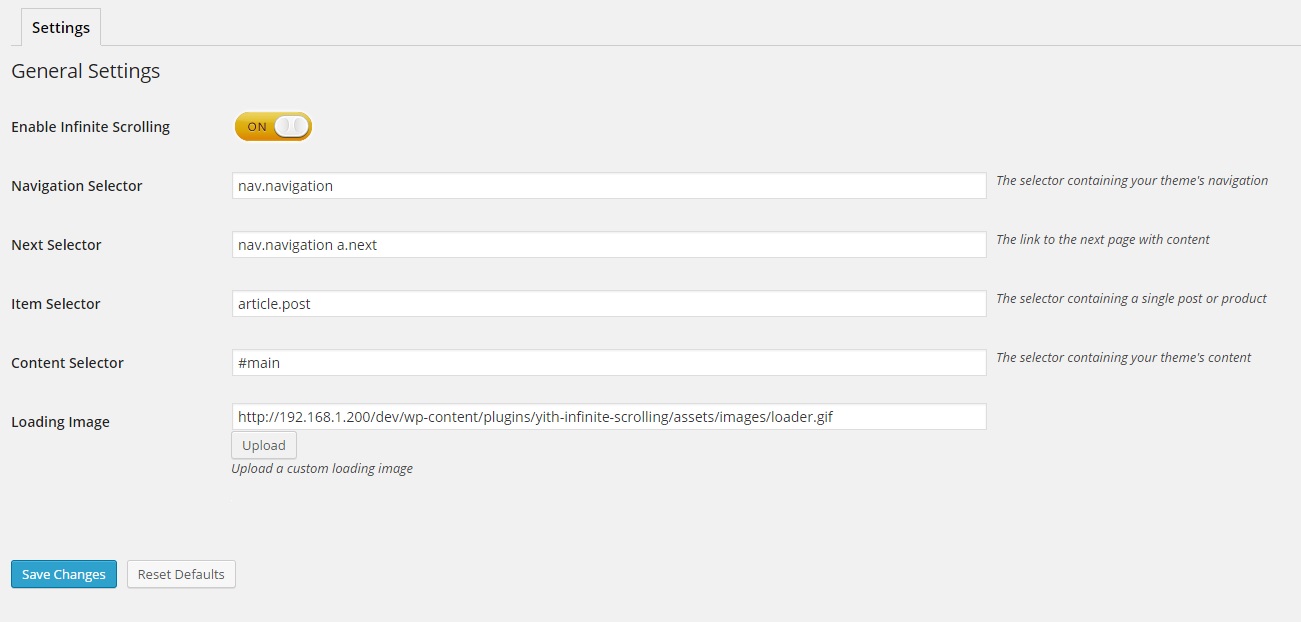 Settings
General Settings
Enable Infinite Scrolling
ON
Navigation Selector
nav.navigation
The selector containing your theme's navigation
Next Selector
nav.navigation a.next
The link to the next page with content
Item Selector
article.post
The selector containing a single post or product
Content Selector
#main
The selector containing your theme's content
Loading Image
http://192.168.1.200/dev/wp-content/plugins/yith-infinite-scrolling/assets/images/loader.gif
Upload
Upload a custom loading image
Save Changes
Reset Defaults